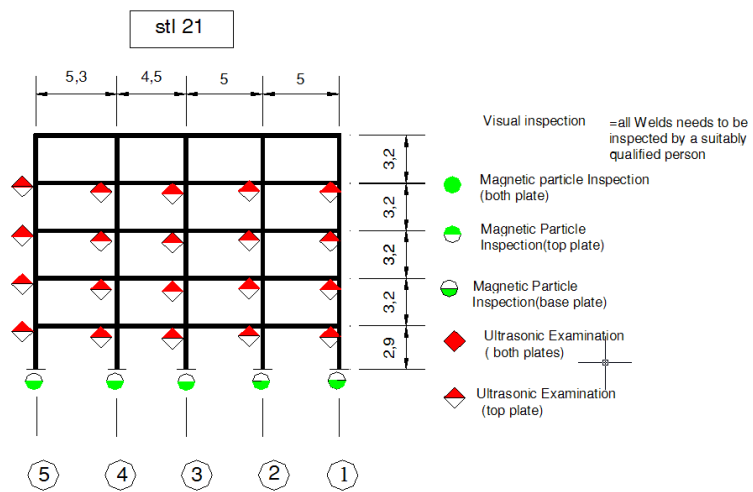 stl 21
5,3 4,5 5 5
Visual inspection =all Welds needs to be
inspected by a suitably
qualified person
3,2
Magnetic particle Inspection
(both plate)
3,2
Magnetic Particle
Inspection(top plate)
3,2
Magnetic Particle
Inspection(base plate)
3,2
Ultrasonic Examination
( both plates)
2,9
Ultrasonic Examination
(top plate)
5 4 3 2 1